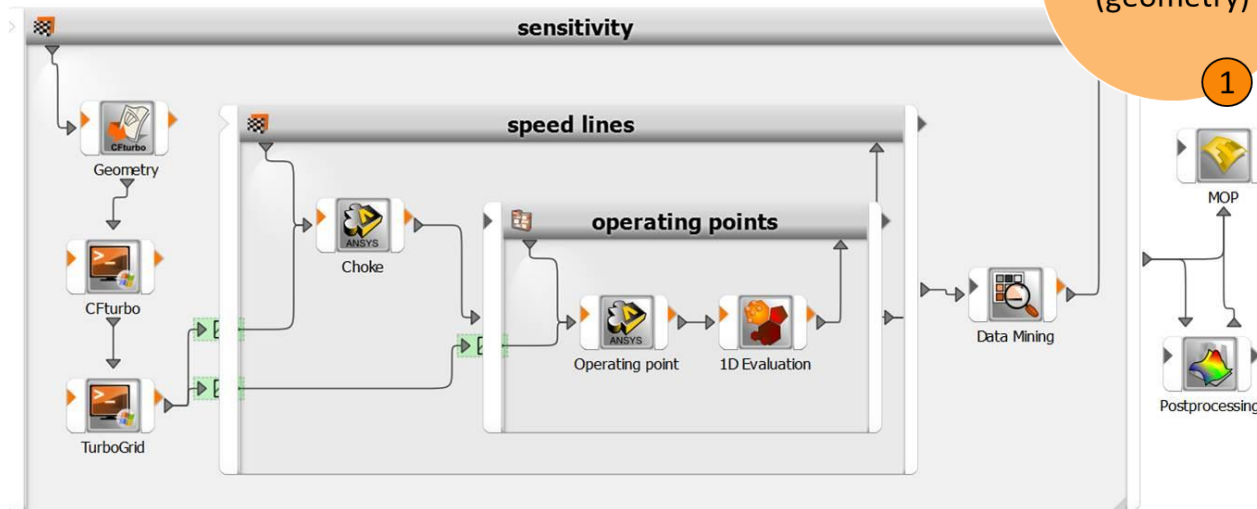 (geometry)
1
sensitivity
speed lines
operating points
CFturbo
Geometry
CFturbo
TurboGrid
ANSYS
Choke
ANSYS
Operating point
1D Evaluation
Data Mining
MOP
Postprocessing